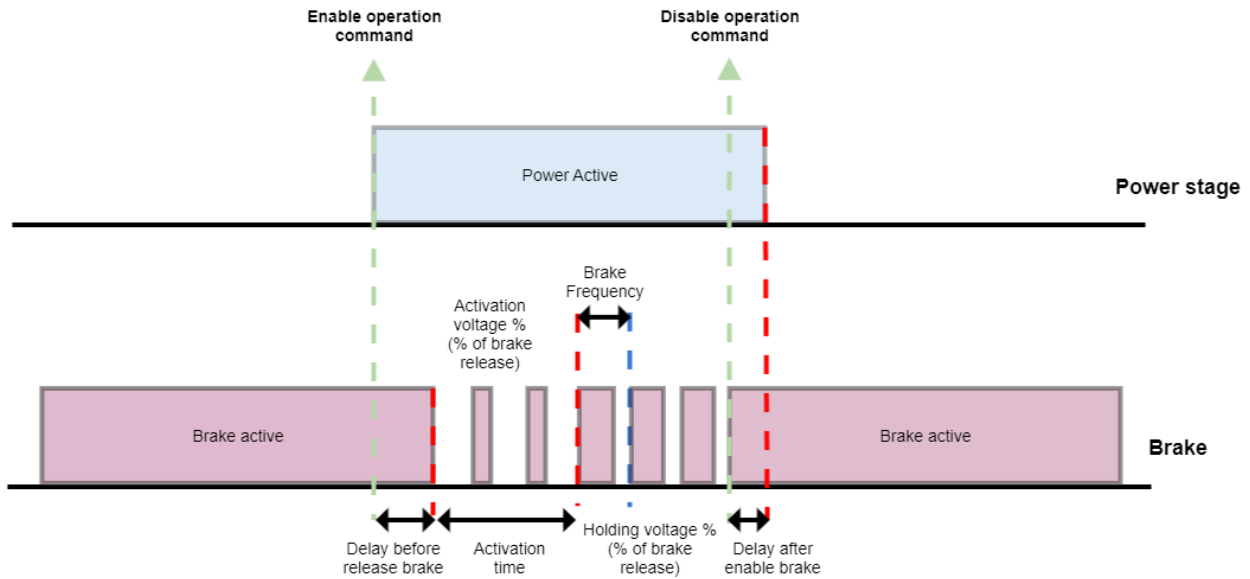 Enable operation
command
Disable operation
command
Power Active
Power stage
Brake
Frequency
Activation
voltage %
(% of brake
release)
Brake active
Brake active
Brake
Delay before
release brake
Activation
time
Holding voltage %
(% of brake
release)
Delay after
enable brake